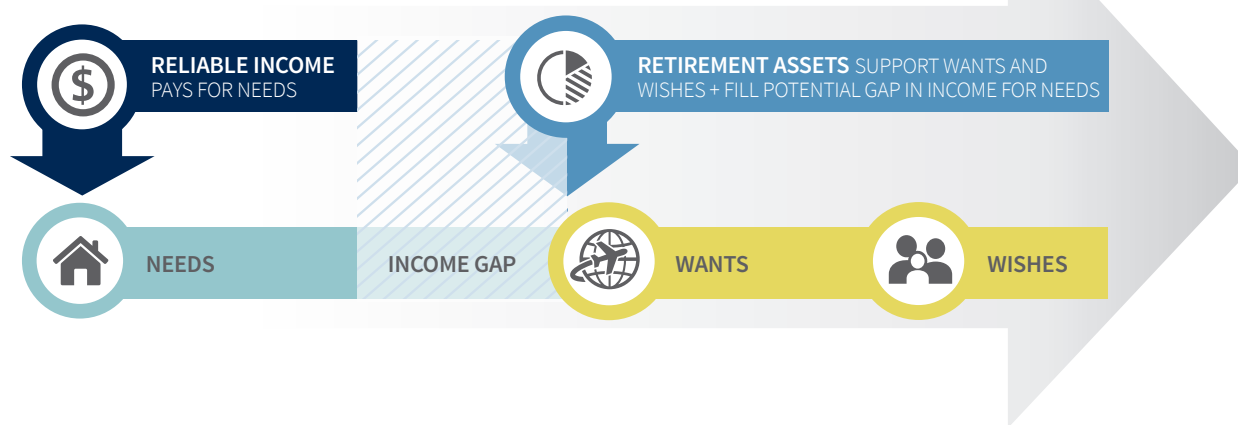 RELIABLE INCOME
PAYS FOR NEEDS
RETIREMENT ASSETS SUPPORT WANTS AND
WISHES + FILL POTENTIAL GAP IN INCOME FOR NEEDS
$
NEEDS
INCOME GAP
WANTS
WISHES